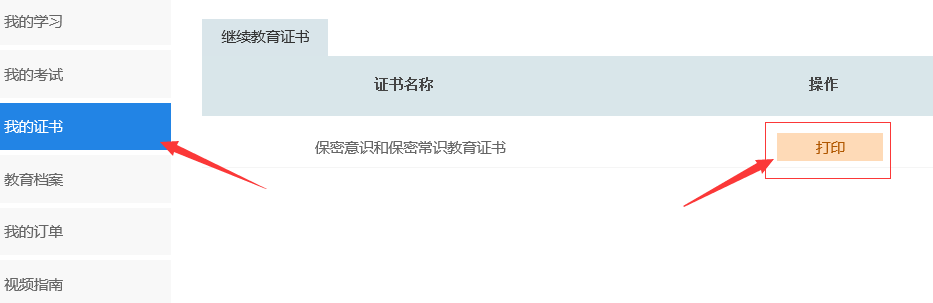 我的学习
我的考试
我的证书
教育档案
我的订单
视频指南
继续教育证书
证书名称 操作
保密意识和保密常识教育证书 打印